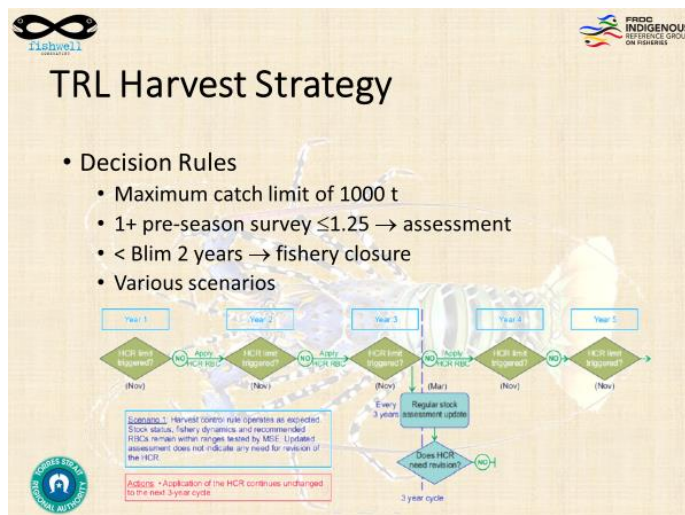 fishwell
CONSULTING
FRDC
INDIGENOUS
REFERENCE GROUP
ON FISHERIES
TRL Harvest Strategy
• Decision Rules
• Maximum catch limit of 1000 t
• 1+ pre-season survey ≤1.25 → assessment
• < Blim 2 years → fishery closure
• Various scenarios
Year 1 Year 2 Year 3 Year 4 Year 5
HCR limit triggered? NO Apply HCR RBC HCR limit triggered? NO Apply HCR RBC HCR limit triggered? NO Apply HCR RBC HCR limit triggered? NO HCR limit triggered?
(Nov) (Nov) (Nov) (Mar) (Nov) (Nov)
Every
3 years
Regular stock
assessment update
Does HCR
need revision?
NO
3 year cycle
Scenario 1: Harvest control rule operates as expected.
Stock status, fishery dynamics and recommended
RBCs remain within ranges tested by MSE. Updated
assessment does not indicate any need for revision of
the HCR.
Actions: • Application of the HCR continues unchanged
to the next 3-year cycle
TORRES STRAIT
REGIONAL AUTHORITY